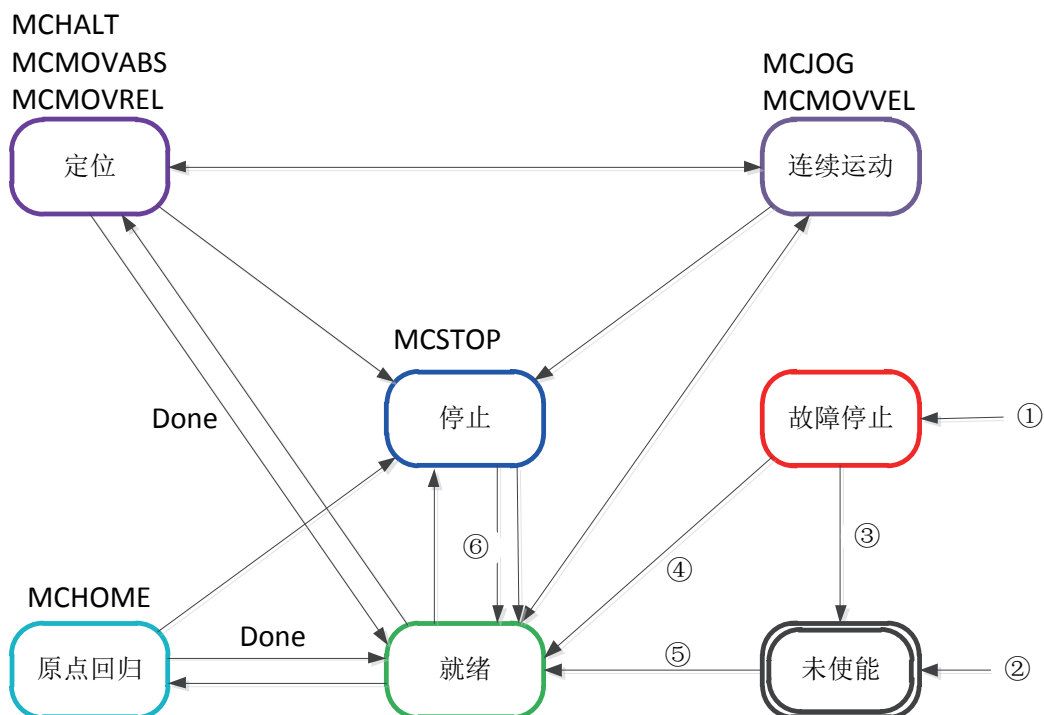 MCHALT
MCMOVABS
MCMOVREL
MCJOG
MCMOVVEL
定位
连续运动
MCSTOP
停止
故障停止
①
Done
⑥
③
④
MCHOME
Done
⑤
原点回归
就绪
未使能
②